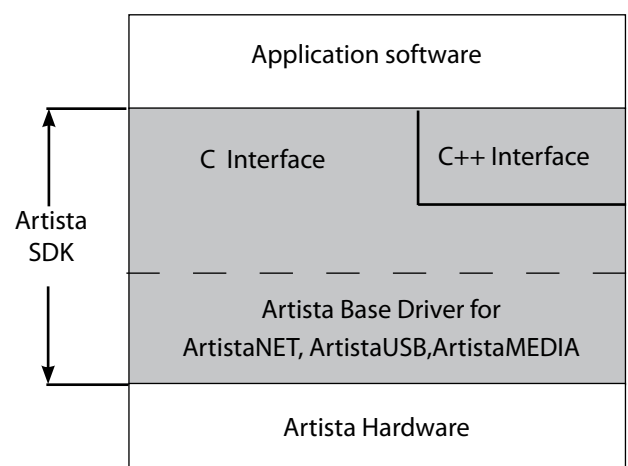 Application software
C Interface
C++ Interface
Artista
SDK
Artista Base Driver for
ArtistaNET, ArtistaUSB,ArtistaMEDIA
Artista Hardware